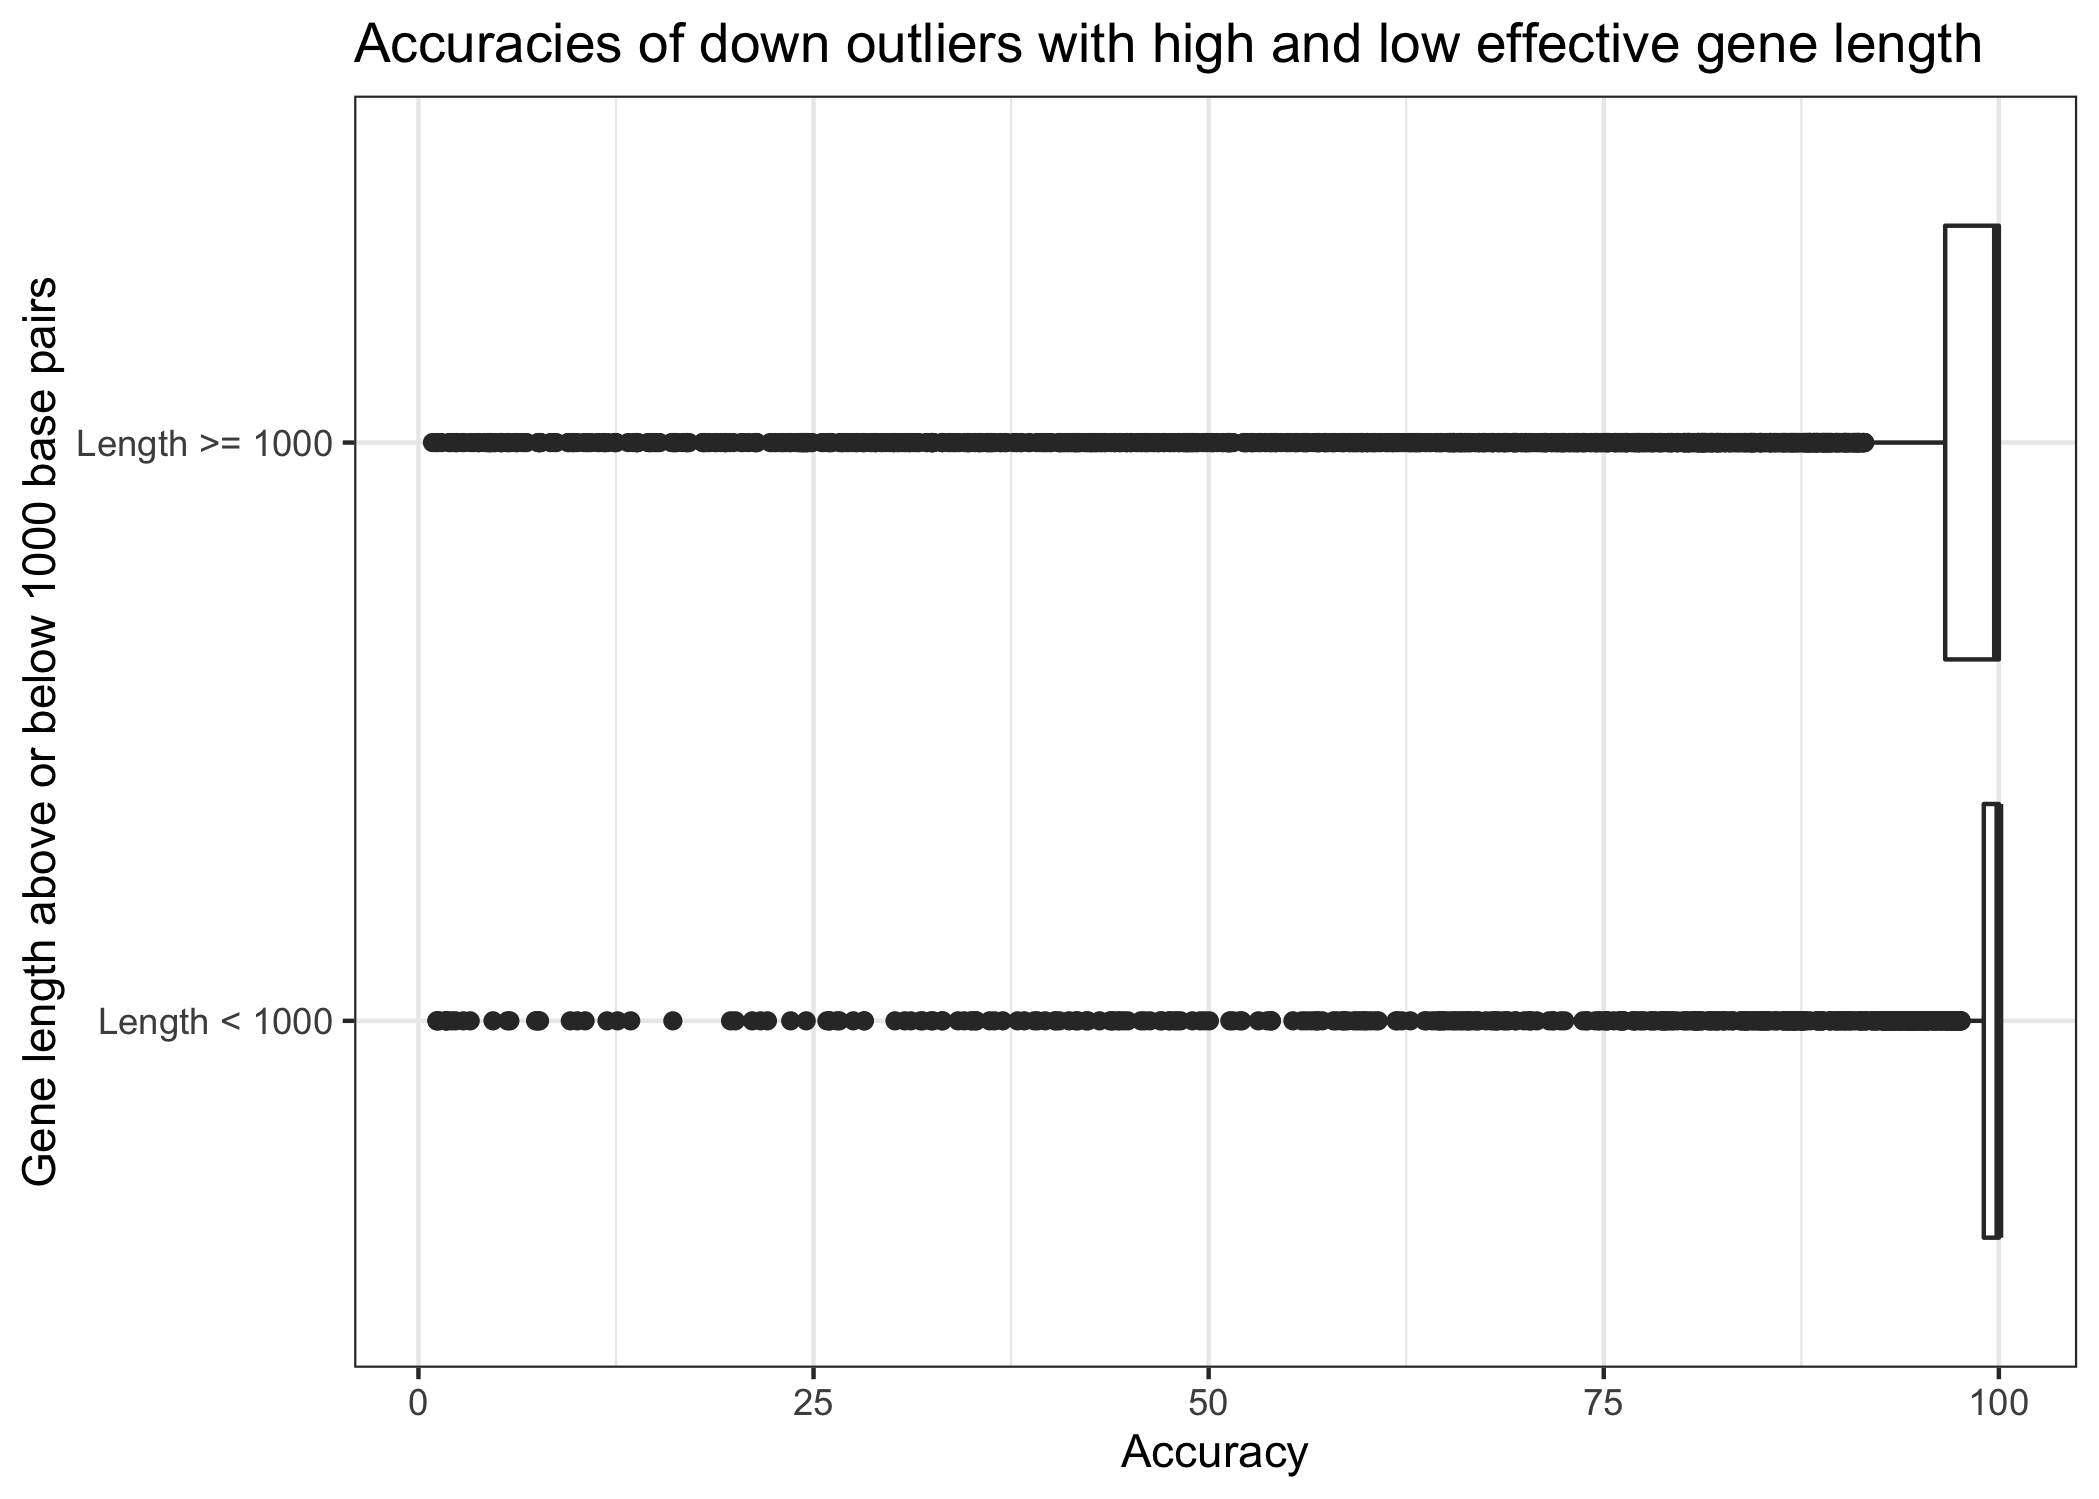 Accuracies of down outliers with high and low effective gene length
Gene length above or below 1000 base pairs
Length >= 1000
Length < 1000
0 25 50 75 100
Accuracy